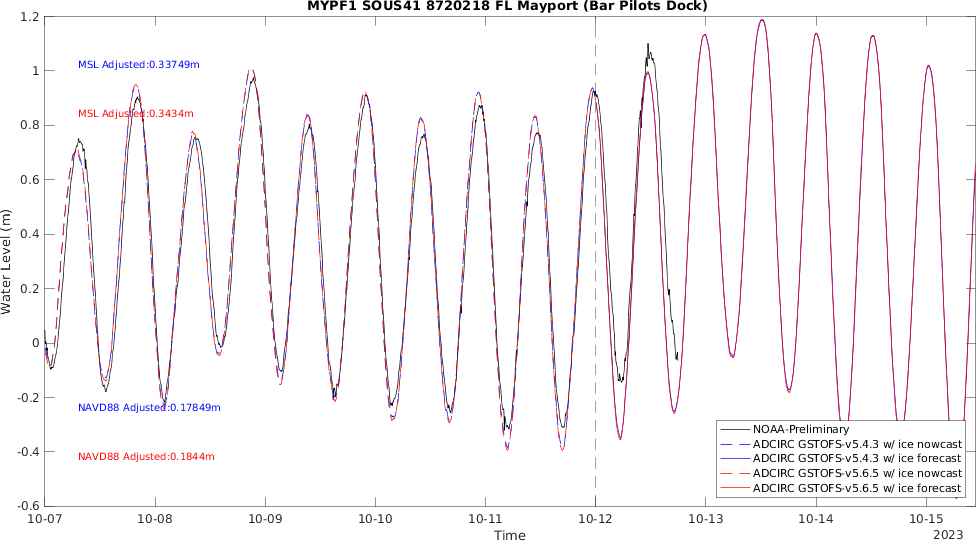 MYPF1 SOUS41 8720218 FL Mayport (Bar Pilots Dock)
1.2
1
0.8
0.6
0.4
0.2
0
-0.2
-0.4
-0.6
Water Level (m)
MSL Adjusted:0.33749m
MSL Adjusted:0.3434m
NAVD88 Adjusted:0.17849m
NAVD88 Adjusted:0.1844m
NOAA-Preliminary
ADCIRC GSTOFS-v5.4.3 w/ ice nowcast
ADCIRC GSTOFS-v5.4.3 w/ ice forecast
ADCIRC GSTOFS-v5.6.5 w/ ice nowcast
ADCIRC GSTOFS-v5.6.5 w/ ice forecast
10-07 10-08 10-09 10-10 10-11 10-12 10-13 10-14 10-15
Time
2023